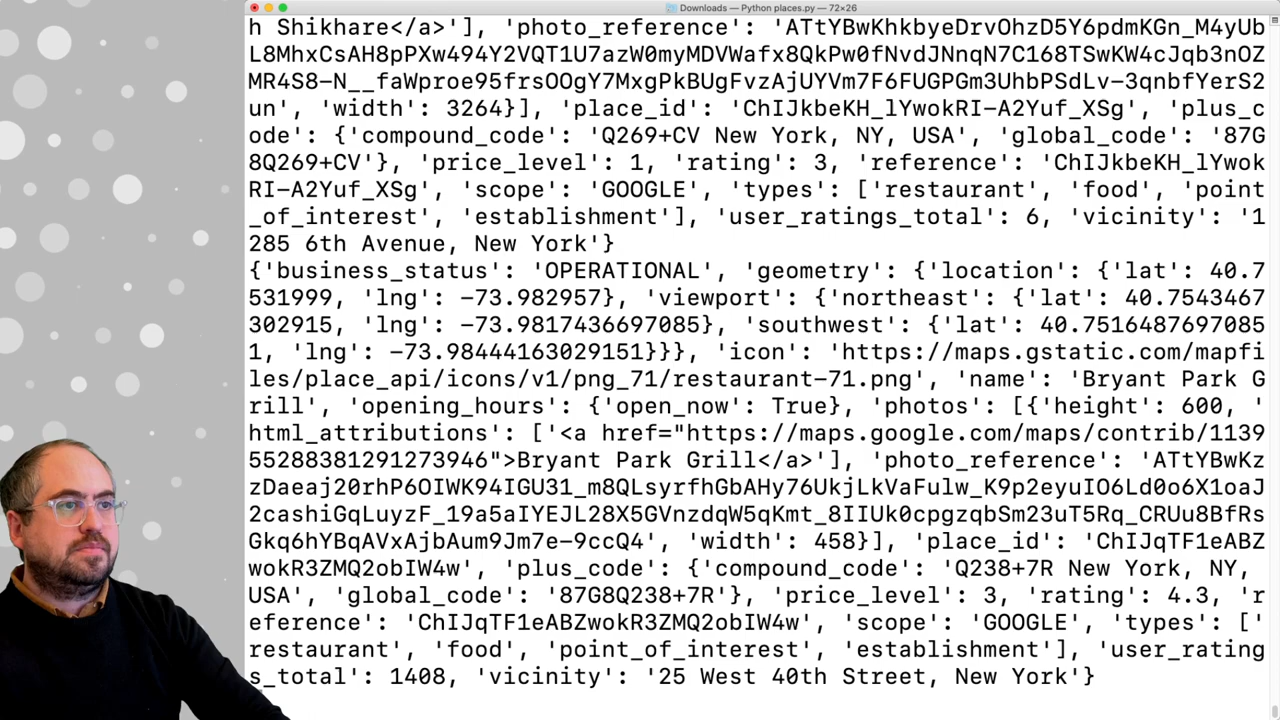 Downloads — Python places.py — 72×26
h Shikhare</a>'], 'photo_reference': 'ATtYBwKhkbyeDrvOhzD5Y6pdmKGn_M4yUb
L8MhxCsAH8pPXw494Y2VQT1U7azW0myMDVWafx8QkPw0fNvdJNnqN7C168TSwKW4cJqb3nOZ
MR4S8-N__faWproe95frsOOgY7MxgPkBUgFvzAjUYVm7F6FUGPGm3UhbPSdLv-3qnbfYerS2
un', 'width': 3264}], 'place_id': 'ChIJkbeKH_lYwokRI-A2Yuf_XSg', 'plus_c
ode': {'compound_code': 'Q269+CV New York, NY, USA', 'global_code': '87G
8Q269+CV'}, 'price_level': 1, 'rating': 3, 'reference': 'ChIJkbeKH_lYwok
RI-A2Yuf_XSg', 'scope': 'GOOGLE', 'types': ['restaurant', 'food', 'point
_of_interest', 'establishment'], 'user_ratings_total': 6, 'vicinity': '1
285 6th Avenue, New York'}
{'business_status': 'OPERATIONAL', 'geometry': {'location': {'lat': 40.7
531999, 'lng': -73.982957}, 'viewport': {'northeast': {'lat': 40.7543467
302915, 'lng': -73.9817436697085}, 'southwest': {'lat': 40.7516487697085
1, 'lng': -73.98444163029151}}}, 'icon': 'https://maps.gstatic.com/mapfi
les/place_api/icons/v1/png_71/restaurant-71.png', 'name': 'Bryant Park G
rill', 'opening_hours': {'open_now': True}, 'photos': [{'height': 600, '
html_attributions': ['<a href="https://maps.google.com/maps/contrib/1139
55288381291273946">Bryant Park Grill</a>'], 'photo_reference': 'ATtYBwKz
zDaeaj20rhP6OIWK94IGU31_m8QLsyrfhGbAHy76UkjLkVaFulw_K9p2eyuIO6Ld0o6X1oaJ
2cashiGqLuyzF_19a5aIYEJL28X5GVnzdqW5qKmt_8IIUk0cpgzqbSm23uT5Rq_CRUu8BfRs
Gkq6hYBqAVxAjbAum9Jm7e-9ccQ4', 'width': 458}], 'place_id': 'ChIJqTF1eABZ
wokR3ZMQ2obIW4w', 'plus_code': {'compound_code': 'Q238+7R New York, NY,
USA', 'global_code': '87G8Q238+7R'}, 'price_level': 3, 'rating': 4.3, 'r
eference': 'ChIJqTF1eABZwokR3ZMQ2obIW4w', 'scope': 'GOOGLE', 'types': ['
restaurant', 'food', 'point_of_interest', 'establishment'], 'user_rating
s_total': 1408, 'vicinity': '25 West 40th Street, New York'}